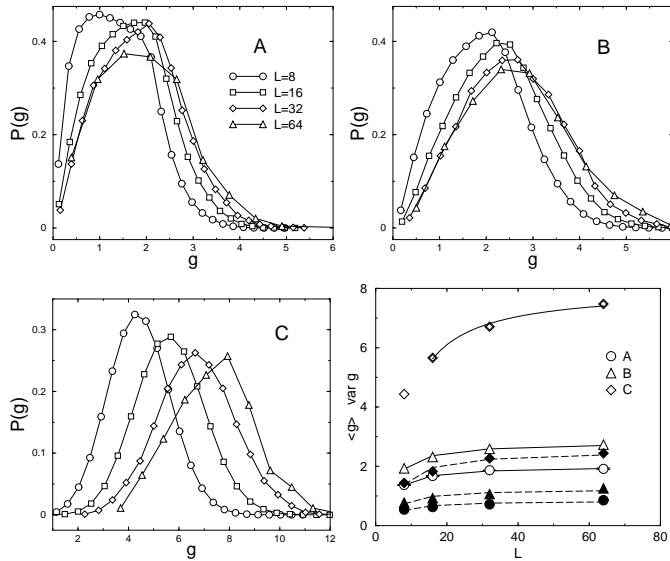 0.4
0.2
0
P(g)
A
L=8
L=16
L=32
L=64
0 1 2 3 4 5 6
g
0.4
0.2
0
P(g)
B
0 1 2 3 4 5 6
g
0.3
0.2
0.1
0
P(g)
C
2 4 6 8 10 12
g
8
6
4
2
0
<g> var g
A
B
C
0 20 40 60 80
L